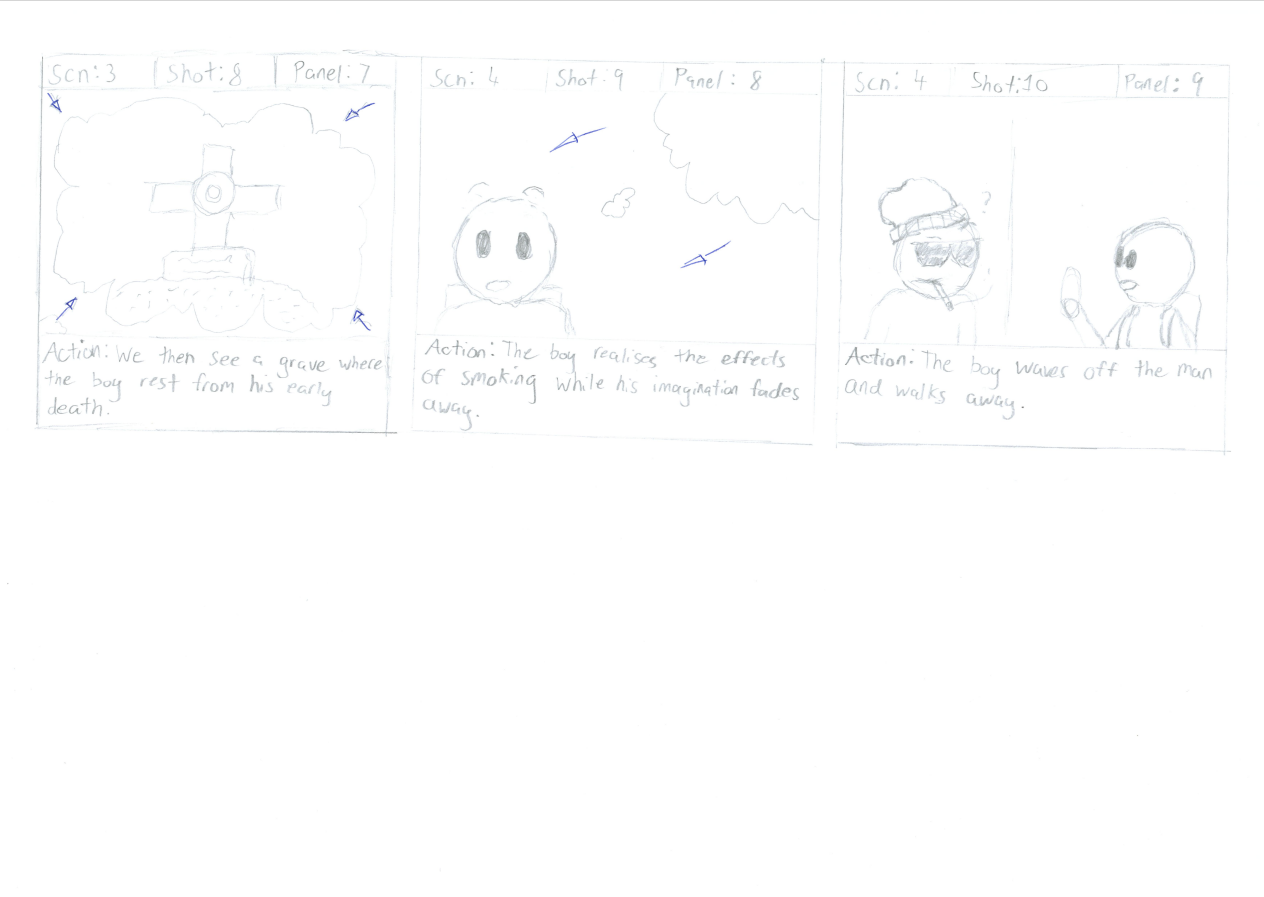 Scn: 3 Shot: 8 Panel: 7
Action: We then see a grave where
the boy rest from his early
death.
Scn: 4 Shot: 9 Panel: 8
Action: The boy realises the effects
of smoking while his imagination fades
away.
Scn: 4 Shot: 10 Panel: 9
?
Action: The boy waves off the man
and walks away.